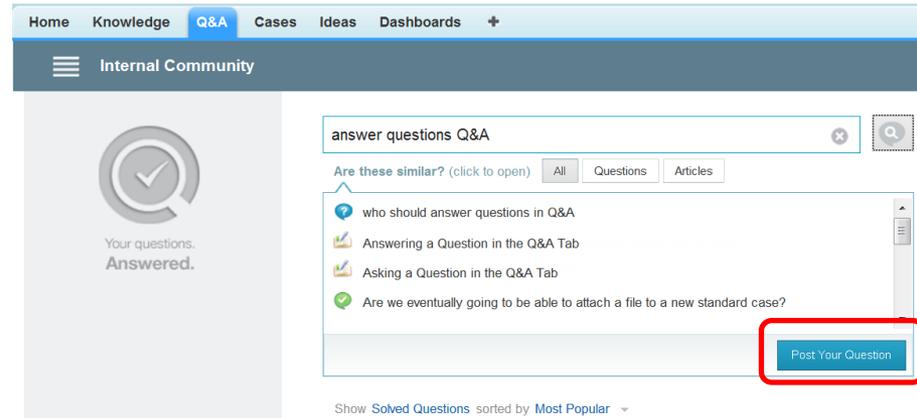 Home Knowledge Q&A Cases Ideas Dashboards +
Internal Community
answer questions Q&A
Are these similar? (click to open) All Questions Articles
who should answer questions in Q&A
Answering a Question in the Q&A Tab
Asking a Question in the Q&A Tab
Are we eventually going to be able to attach a file to a new standard case?
Your questions.
Answered.
Post Your Question
Show Solved Questions sorted by Most Popular